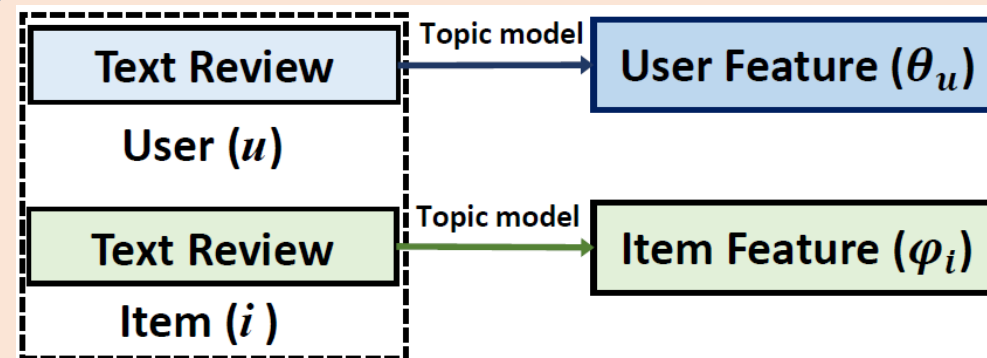 Text Review
Topic model
User Feature (θ_u)
User (u)
Text Review
Topic model
Item Feature (φ_i)
Item (i )